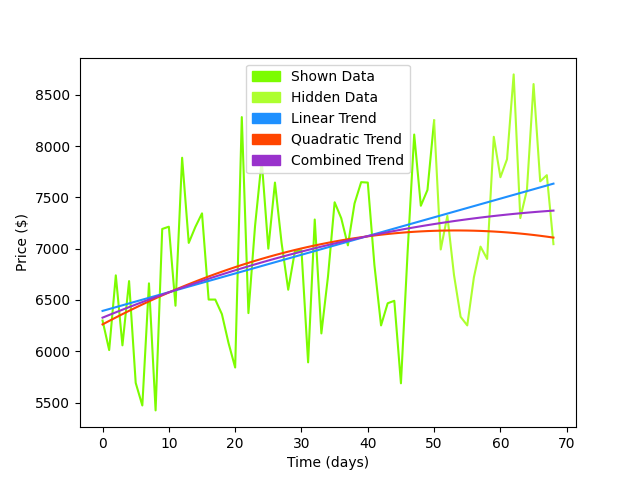 Shown Data
Hidden Data
Linear Trend
Quadratic Trend
Combined Trend
Price ($)
8500
8000
7500
7000
6500
6000
5500
0 10 20 30 40 50 60 70
Time (days)